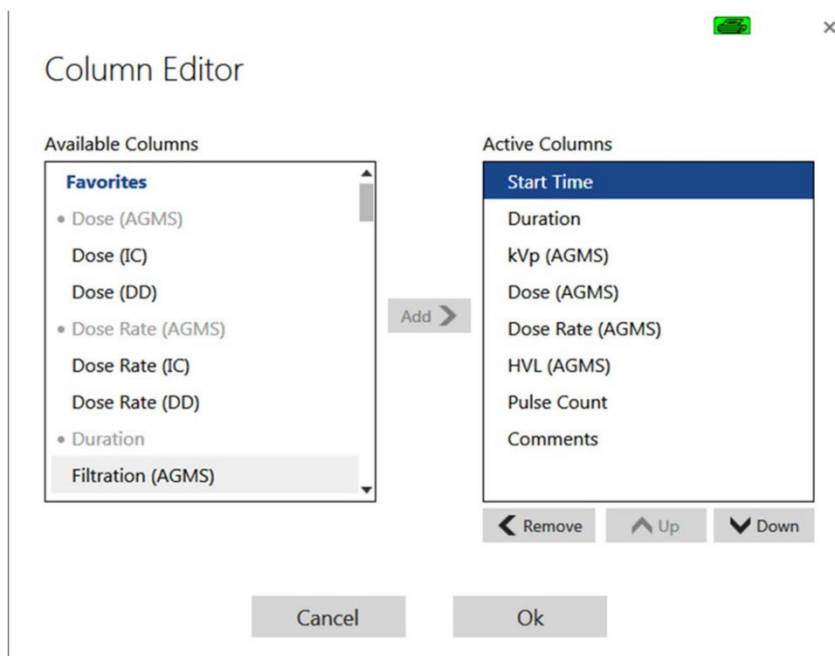 Column Editor
Available Columns
Favorites
• Dose (AGMS)
Dose (IC)
Dose (DD)
• Dose Rate (AGMS)
Dose Rate (IC)
Dose Rate (DD)
• Duration
Filtration (AGMS)
Add
Active Columns
Start Time
Duration
kVp (AGMS)
Dose (AGMS)
Dose Rate (AGMS)
HVL (AGMS)
Pulse Count
Comments
Remove
Up
Down
Cancel
Ok